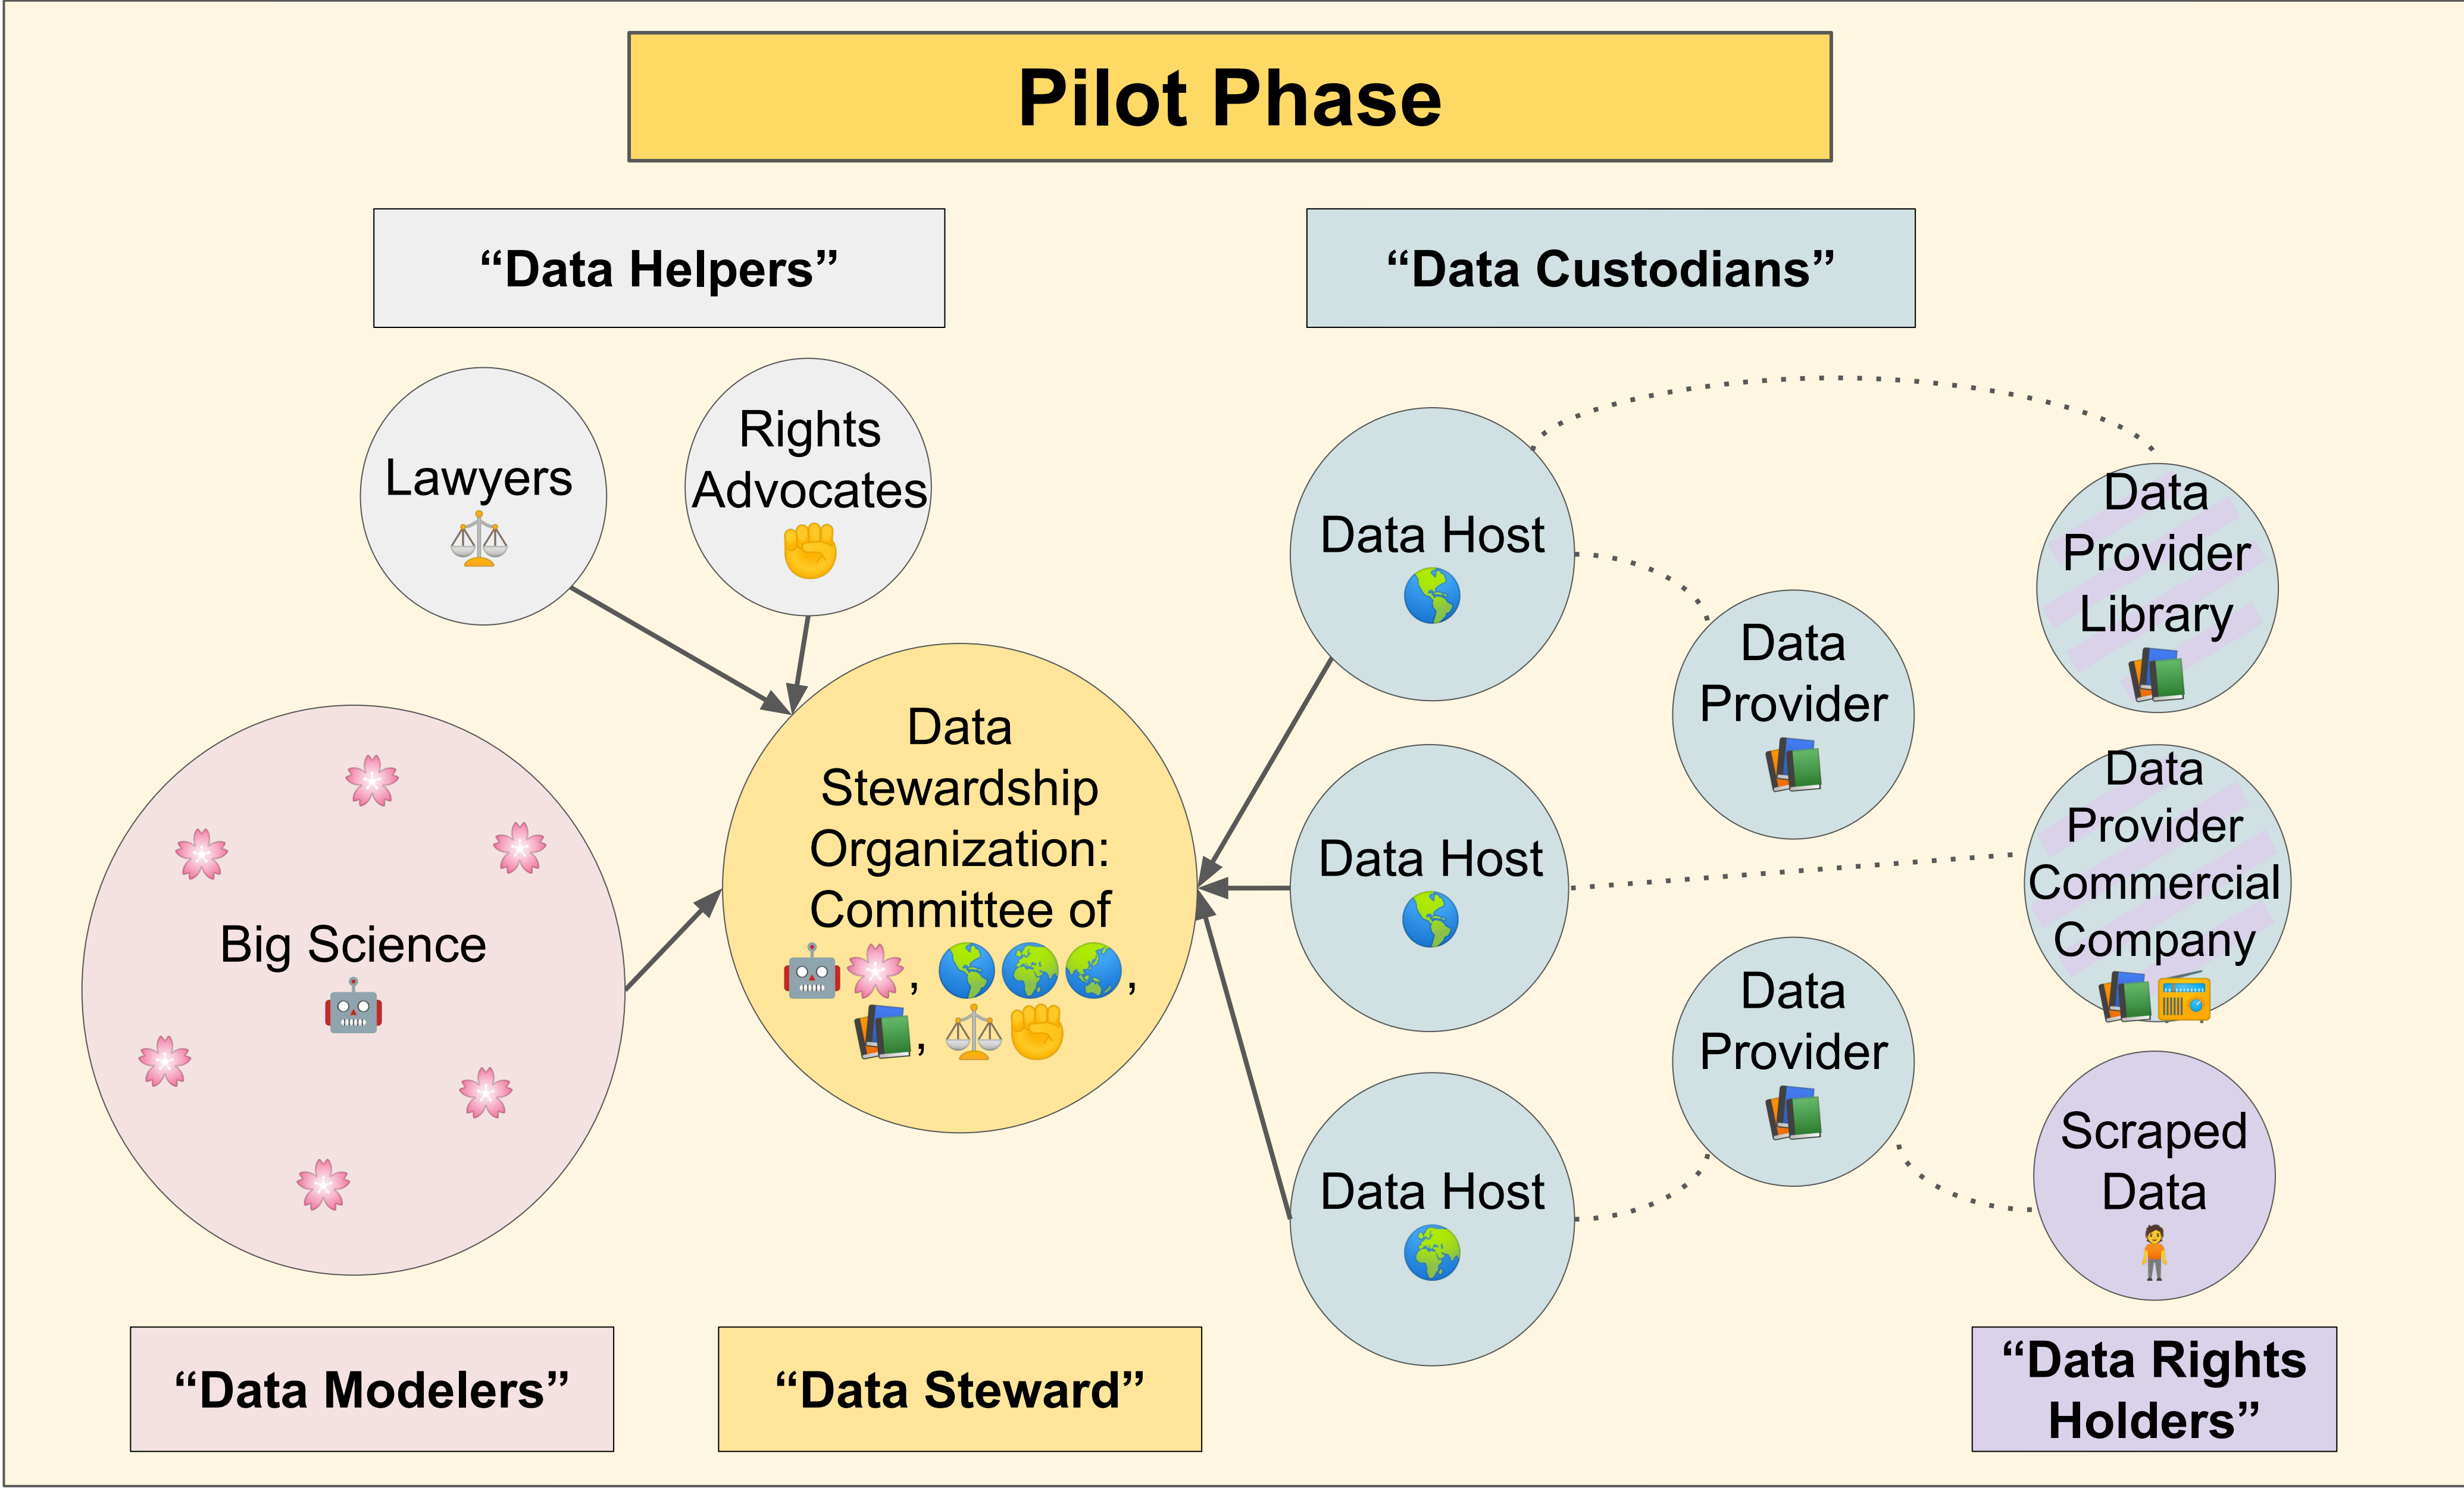 Pilot Phase
“Data Helpers”
“Data Custodians”
Lawyers
Rights
Advocates
Data
Stewardship
Organization:
Committee of
, ,
,
Big Science
Data Host
Data Host
Data Host
Data
Provider
Data
Provider
Data
Provider
Library
Data
Provider
Commercial
Company
Scraped
Data
“Data Modelers”
“Data Steward”
“Data Rights
Holders”